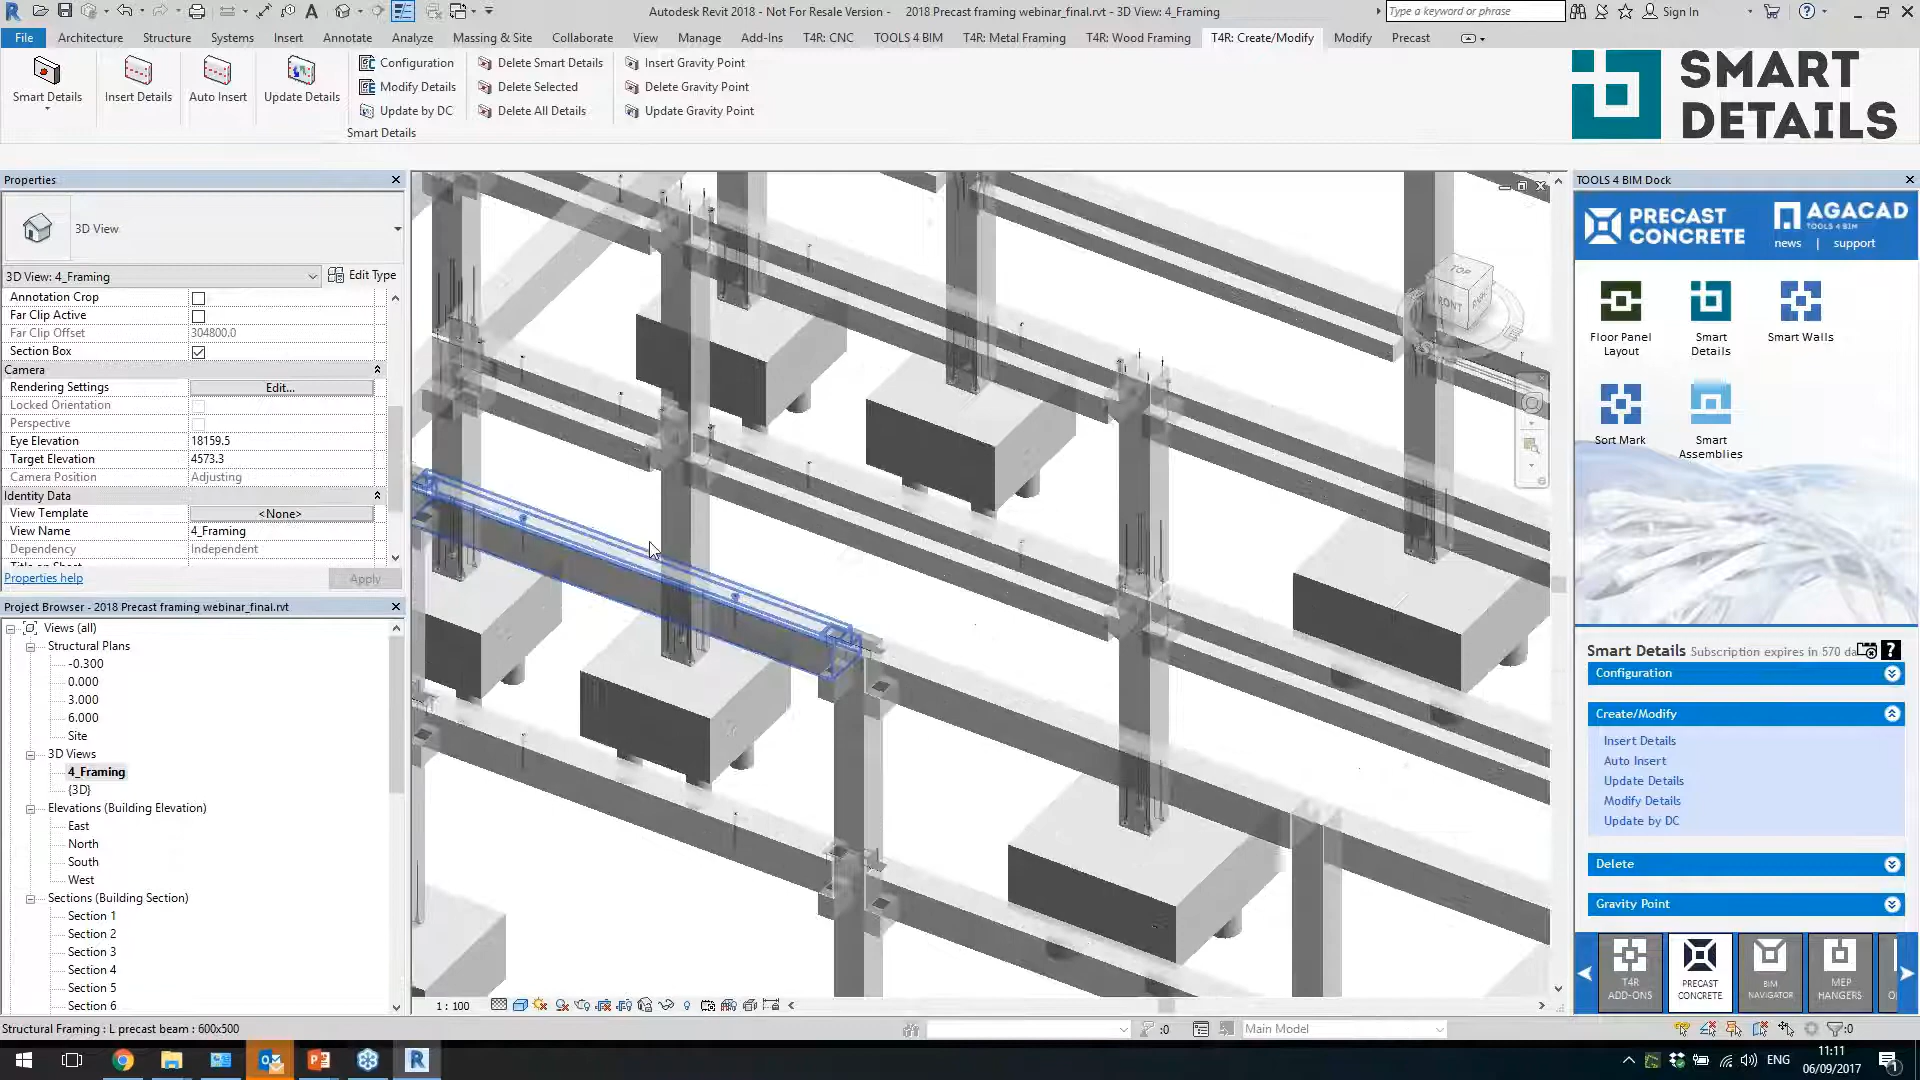 Autodesk Revit 2018 - Not For Resale Version - 2018 Precast framing webinar_final.rvt - 3D View: 4_Framing
Type a keyword or phrase
Sign In
File Architecture Structure Systems Insert Annotate Analyze Massing & Site Collaborate View Manage Add-Ins T4R: CNC TOOLS 4 BIM T4R: Metal Framing T4R: Wood Framing T4R: Create/Modify Modify Precast
Smart Details
Insert Details
Auto Insert
Update Details
Configuration
Modify Details
Update by DC
Delete Smart Details
Delete Selected
Delete All Details
Insert Gravity Point
Delete Gravity Point
Update Gravity Point
Smart Details
SMART
DETAILS
Properties
3D View
3D View: 4_Framing
Edit Type
Annotation Crop
Far Clip Active
Far Clip Offset 304800.0
Section Box
Camera
Rendering Settings Edit...
Locked Orientation
Perspective
Eye Elevation 18159.5
Target Elevation 4573.3
Camera Position Adjusting
Identity Data
View Template <None>
View Name 4_Framing
Dependency Independent
Properties help
Apply
Project Browser - 2018 Precast framing webinar_final.rvt
Views (all)
Structural Plans
-0.300
0.000
3.000
6.000
Site
3D Views
4_Framing
{3D}
Elevations (Building Elevation)
East
North
South
West
Sections (Building Section)
Section 1
Section 2
Section 3
Section 4
Section 5
Section 6
TOP
FRONT
1 : 100
TOOLS 4 BIM Dock
PRECAST
CONCRETE
AGACAD
TOOLS 4 BIM
news | support
Floor Panel
Layout
Smart
Details
Smart Walls
Sort Mark
Smart
Assemblies
Smart Details Subscription expires in 570 da
Configuration
Create/Modify
Insert Details
Auto Insert
Update Details
Modify Details
Update by DC
Delete
Gravity Point
T4R
ADD-ONS
PRECAST
CONCRETE
BIM
NAVIGATOR
MEP
HANGERS
Structural Framing : L precast beam : 600x500
:0
Main Model
:0
ENG
11:11
06/09/2017